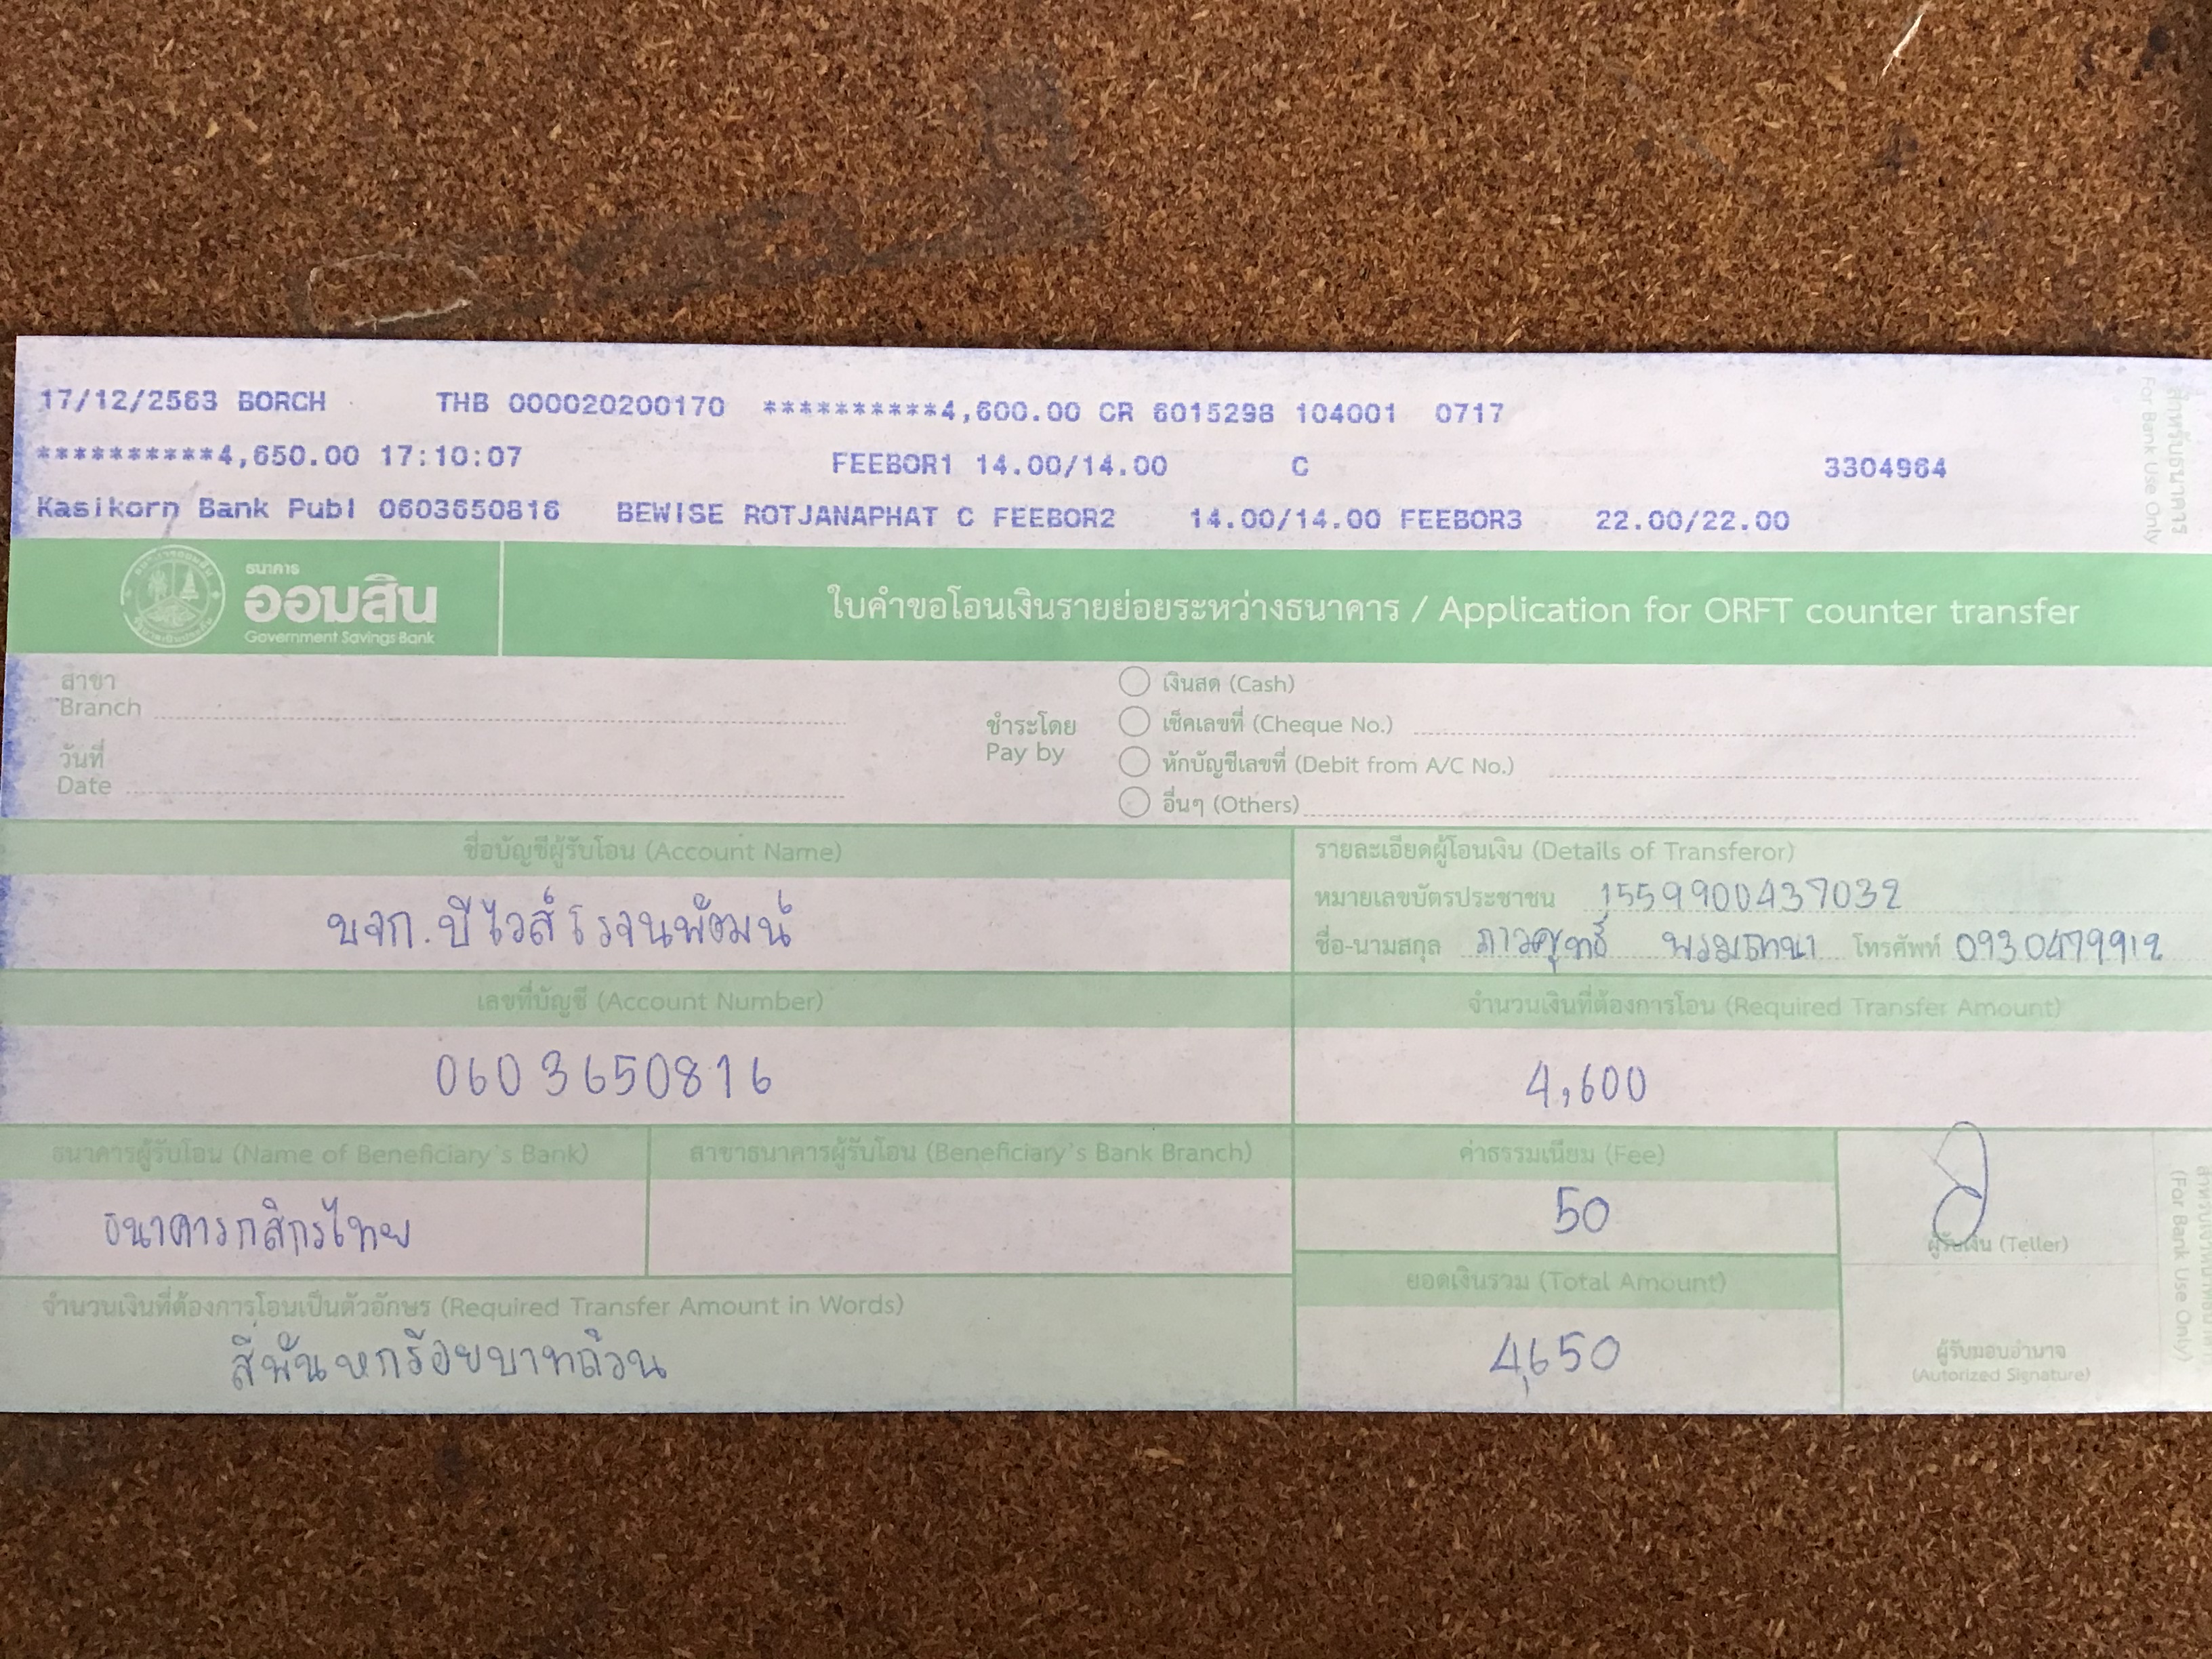 17/12/2563 BORCH THB 000020200170 **********4,600.00 CR 6015298 104001 0717
**********4,650.00 17:10:07 FEEBOR1 14.00/14.00 C 3304964
Kasikorn Bank Publ 0603650816 BEWISE ROTJANAPHAT C FEEBOR2 14.00/14.00 FEEBOR3 22.00/22.00
สำหรับธนาคาร
For Bank Use Only
ธนาคาร
ออมสิน
Government Savings Bank
ใบคำขอโอนเงินรายย่อยระหว่างธนาคาร / Application for ORFT counter transfer
สาขา
Branch
วันที่
Date
ชำระโดย
Pay by
เงินสด (Cash)
เช็คเลขที่ (Cheque No.)
หักบัญชีเลขที่ (Debit from A/C No.)
อื่นๆ (Others)
ชื่อบัญชีผู้รับโอน (Account Name)
บจก.บีไวส์โรจนพัฒน์
รายละเอียดผู้โอนเงิน (Details of Transferor)
หมายเลขบัตรประชาชน 1559900437032
ชื่อ-นามสกุล โทรศัพท์ 0930479912
เลขที่บัญชี (Account Number)
0603650816
จำนวนเงินที่ต้องการโอน (Required Transfer Amount)
4,600
ธนาคารผู้รับโอน (Name of Beneficiary's Bank)
ธนาคารกสิกรไทย
สาขาธนาคารผู้รับโอน (Beneficiary's Bank Branch)
ค่าธรรมเนียม (Fee)
50
ผู้รับเงิน (Teller)
จำนวนเงินที่ต้องการโอนเป็นตัวอักษร (Required Transfer Amount in Words)
สี่พันหกร้อยบาทถ้วน
ยอดเงินรวม (Total Amount)
4,650
ผู้รับมอบอำนาจ
(Autorized Signature)
(For Bank Use Only)